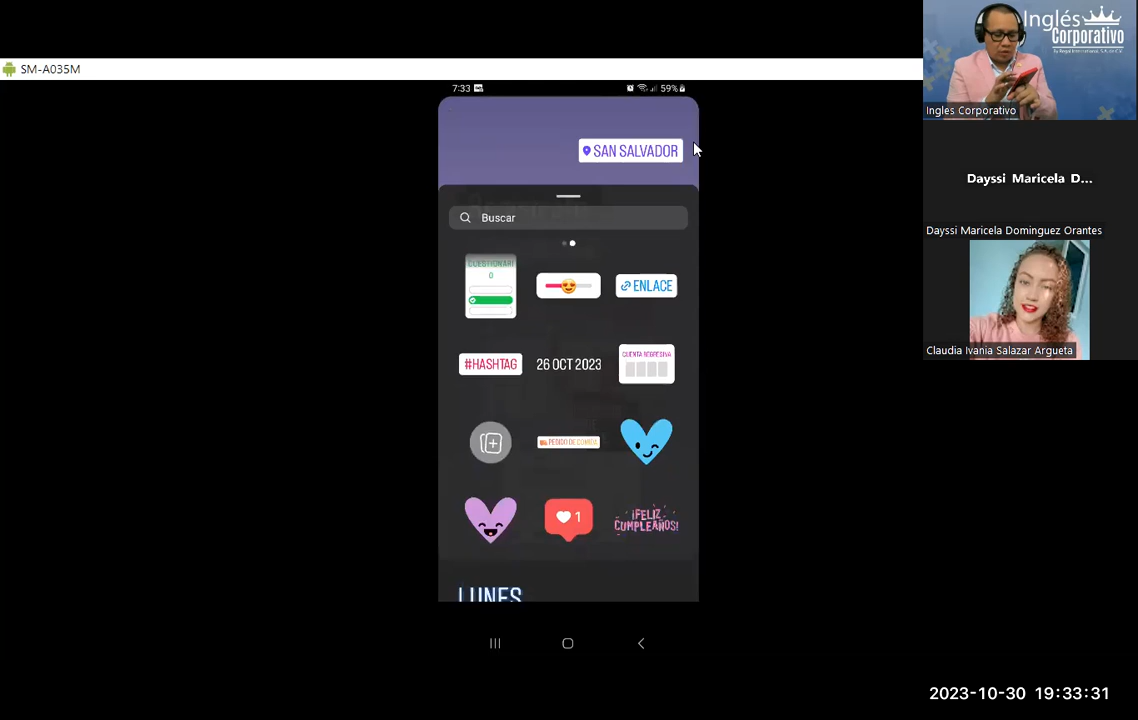 SM-A035M
7:33
59%
SAN SALVADOR
Buscar
CUESTIONARI
O
ENLACE
#HASHTAG
26 OCT 2023
CUENTA REGRESIVA
PEDIDO DE COMIDA
1
¡FELIZ
CUMPLEAÑOS!
LUNES
Inglés
Corporativo
Ingles Corporativo
Dayssi Maricela D...
Dayssi Maricela Dominguez Orantes
Claudia Ivania Salazar Argueta
2023-10-30 19:33:31